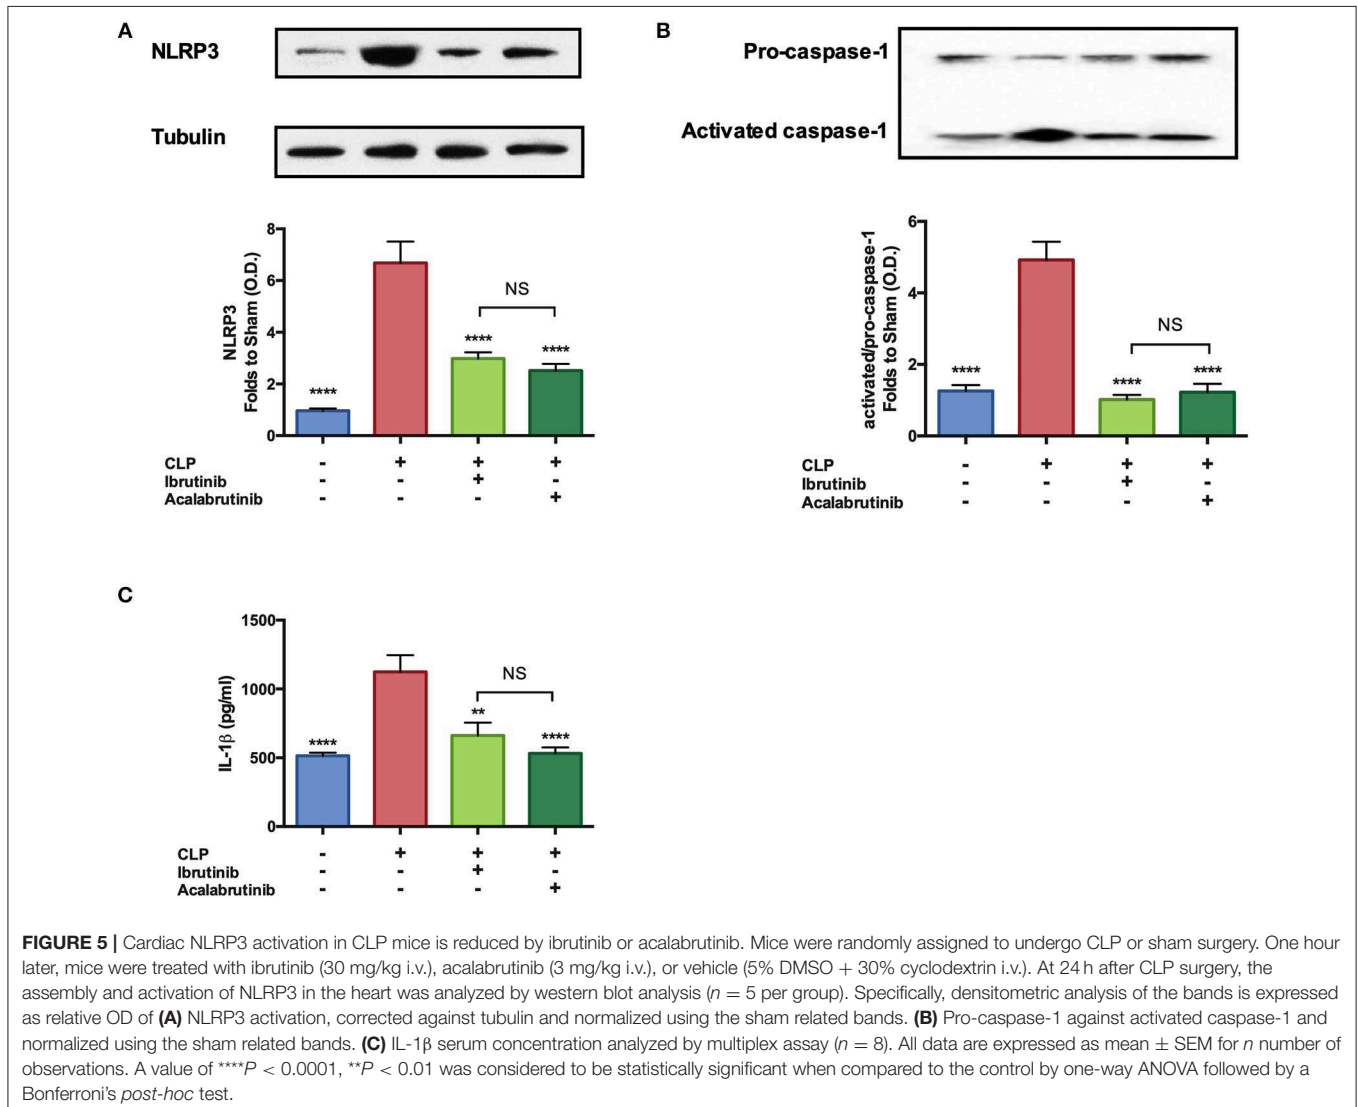 A
NLRP3
Tubulin
8
6
4
2
0
NLRP3
Folds to Sham (O.D.)
****
NS
****
****
CLP - + + +
Ibrutinib - - + -
Acalabrutinib - - - +
B
Pro-caspase-1
Activated caspase-1
6
4
2
0
activated/pro-caspase-1
Folds to Sham (O.D.)
****
NS
****
****
CLP - + + +
Ibrutinib - - + -
Acalabrutinib - - - +
C
1500
1000
500
0
IL-1β (pg/ml)
****
NS
**
****
CLP - + + +
Ibrutinib - - + -
Acalabrutinib - - - +
FIGURE 5 | Cardiac NLRP3 activation in CLP mice is reduced by ibrutinib or acalabrutinib. Mice were randomly assigned to undergo CLP or sham surgery. One hour
later, mice were treated with ibrutinib (30 mg/kg i.v.), acalabrutinib (3 mg/kg i.v.), or vehicle (5% DMSO + 30% cyclodextrin i.v.). At 24 h after CLP surgery, the
assembly and activation of NLRP3 in the heart was analyzed by western blot analysis (n = 5 per group). Specifically, densitometric analysis of the bands is expressed
as relative OD of (A) NLRP3 activation, corrected against tubulin and normalized using the sham related bands. (B) Pro-caspase-1 against activated caspase-1 and
normalized using the sham related bands. (C) IL-1β serum concentration analyzed by multiplex assay (n = 8). All data are expressed as mean ± SEM for n number of
observations. A value of ****P < 0.0001, **P < 0.01 was considered to be statistically significant when compared to the control by one-way ANOVA followed by a
Bonferroni's post-hoc test.